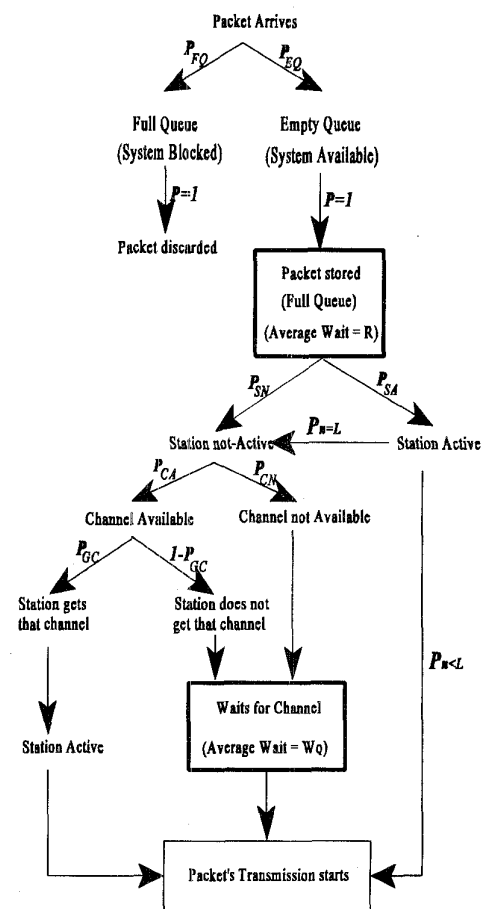 Packet Arrives
P_FQ P_EQ
Full Queue
(System Blocked)
Empty Queue
(System Available)
P=1
P=1
Packet discarded
Packet stored
(Full Queue)
(Average Wait = R)
P_SN P_SA
Station not-Active
P_n=L
Station Active
P_CA P_CN
Channel Available
Channel not Available
P_GC 1-P_GC
Station gets
that channel
Station does not
get that channel
P_n<L
Waits for Channel
(Average Wait = W_Q)
Station Active
Packet's Transmission starts